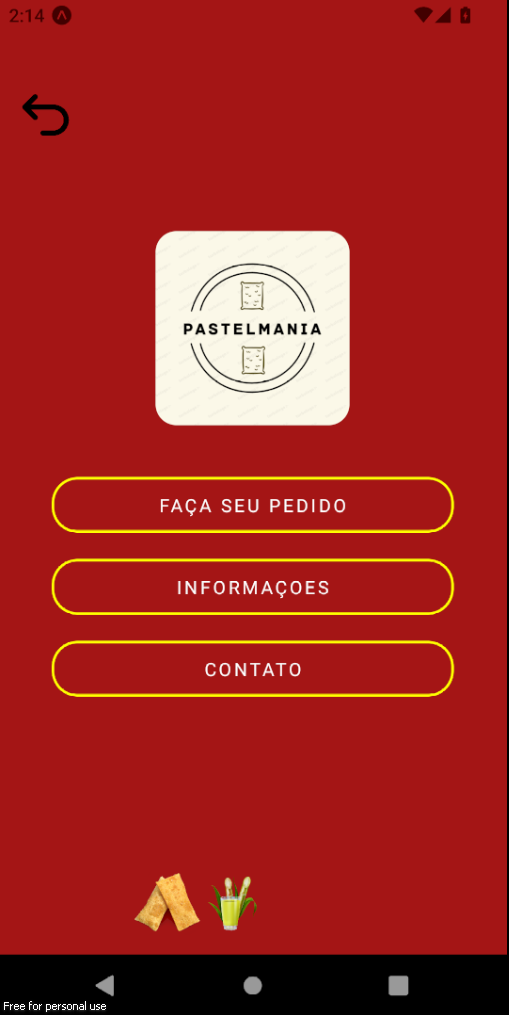 2:14
PASTELMANIA
FAÇA SEU PEDIDO
INFORMAÇOES
CONTATO
Free for personal use